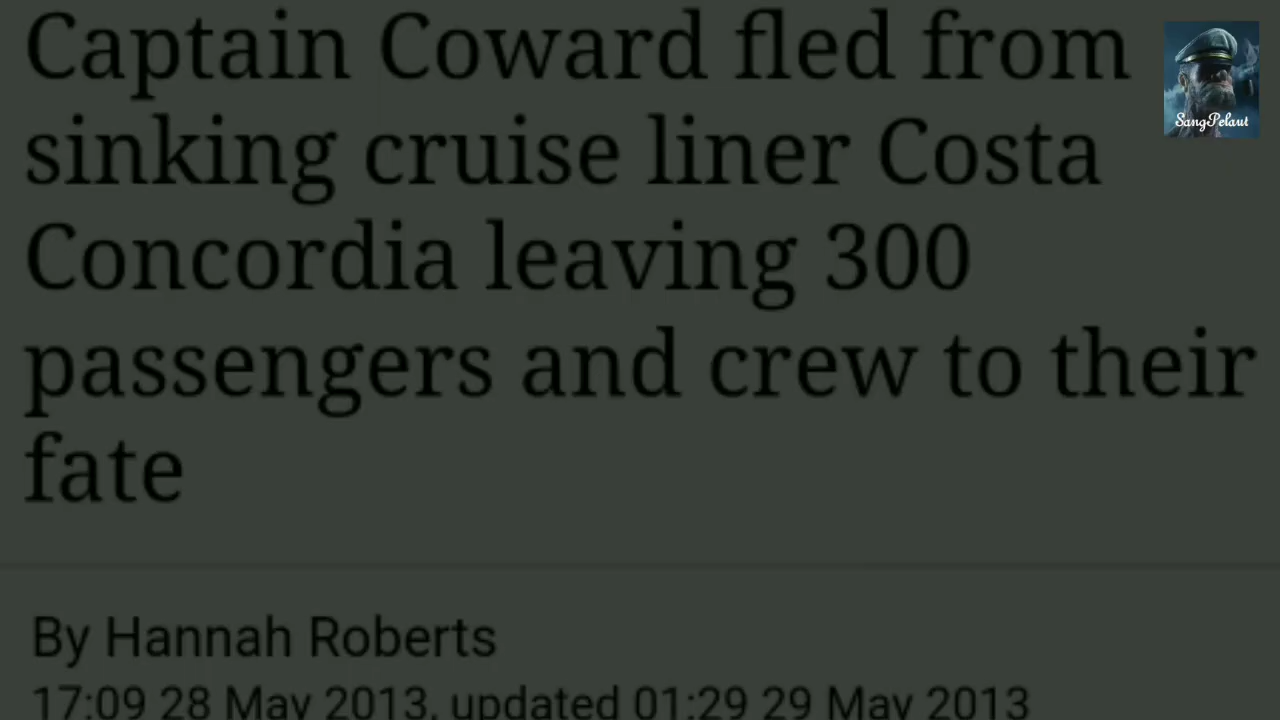 Captain Coward fled from
sinking cruise liner Costa
Concordia leaving 300
passengers and crew to their
fate
By Hannah Roberts
17:09 28 May 2013, updated 01:29 29 May 2013
SangPelaut